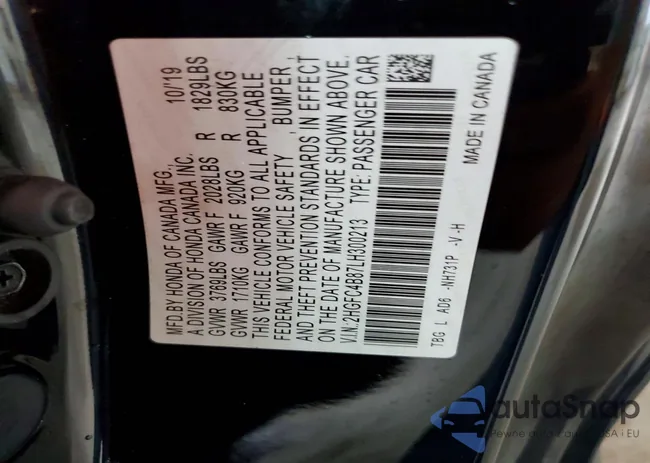 MFD.BY HONDA OF CANADA MFG., 10/19
A DIVISION OF HONDA CANADA INC.
GVWR 3769LBS GAWR F 2028LBS R 1829LBS
GVWR 1710KG GAWR F 920KG R 830KG
THIS VEHICLE CONFORMS TO ALL APPLICABLE
FEDERAL MOTOR VEHICLE SAFETY , BUMPER ,
AND THEFT PREVENTION STANDARDS IN EFFECT
ON THE DATE OF MANUFACTURE SHOWN ABOVE.
V.I.N.:2HGFC4B87LH300213 TYPE: PASSENGER CAR
TBG L AD6 -NH731P -V-H
MADE IN CANADA
autoSnap